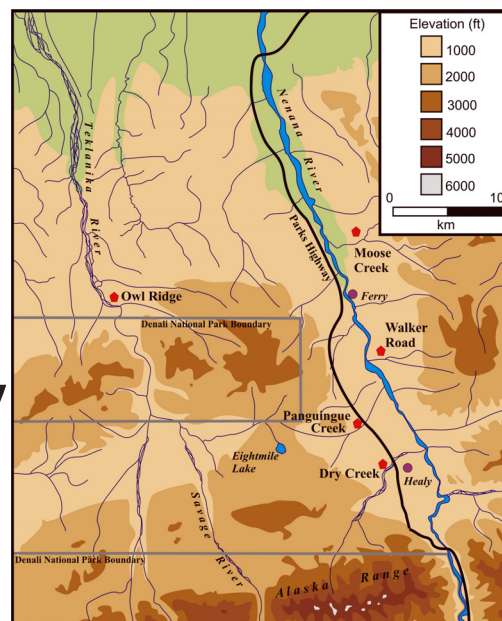 Elevation (ft)
1000
2000
3000
4000
5000
6000
0
10
km
Teklanika
River
Nenana
River
Parks Highway
Moose
Creek
Owl Ridge
Ferry
Denali National Park Boundary
Walker
Road
Panguingue
Creek
Eightmile
Lake
Dry Creek
Healy
Savage
River
Denali National Park Boundary
Alaska Range